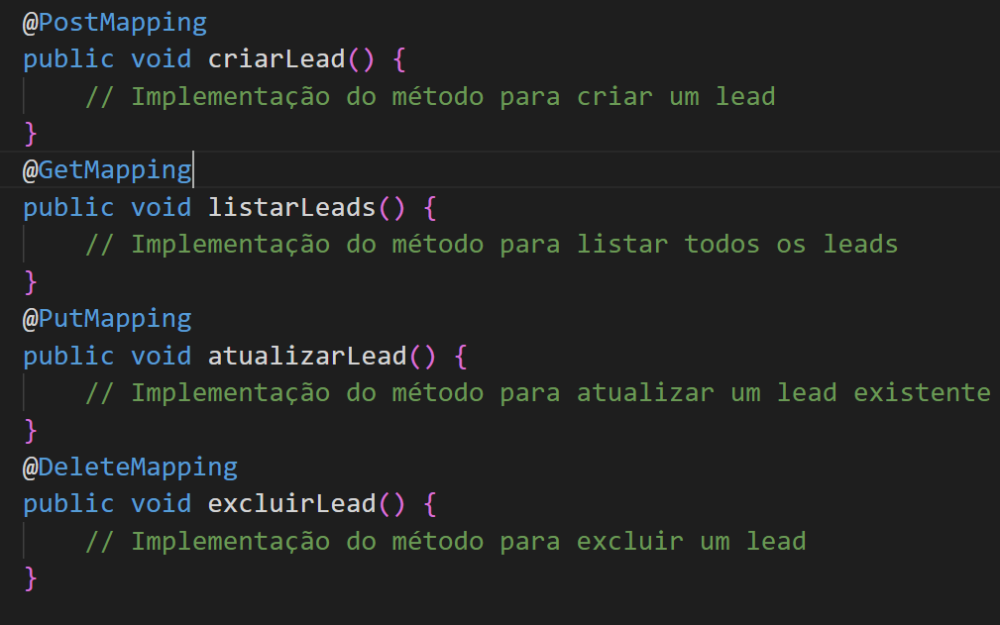 @PostMapping
public void criarLead() {
    // Implementação do método para criar um lead
}
@GetMapping
public void listarLeads() {
    // Implementação do método para listar todos os leads
}
@PutMapping
public void atualizarLead() {
    // Implementação do método para atualizar um lead existente
}
@DeleteMapping
public void excluirLead() {
    // Implementação do método para excluir um lead
}